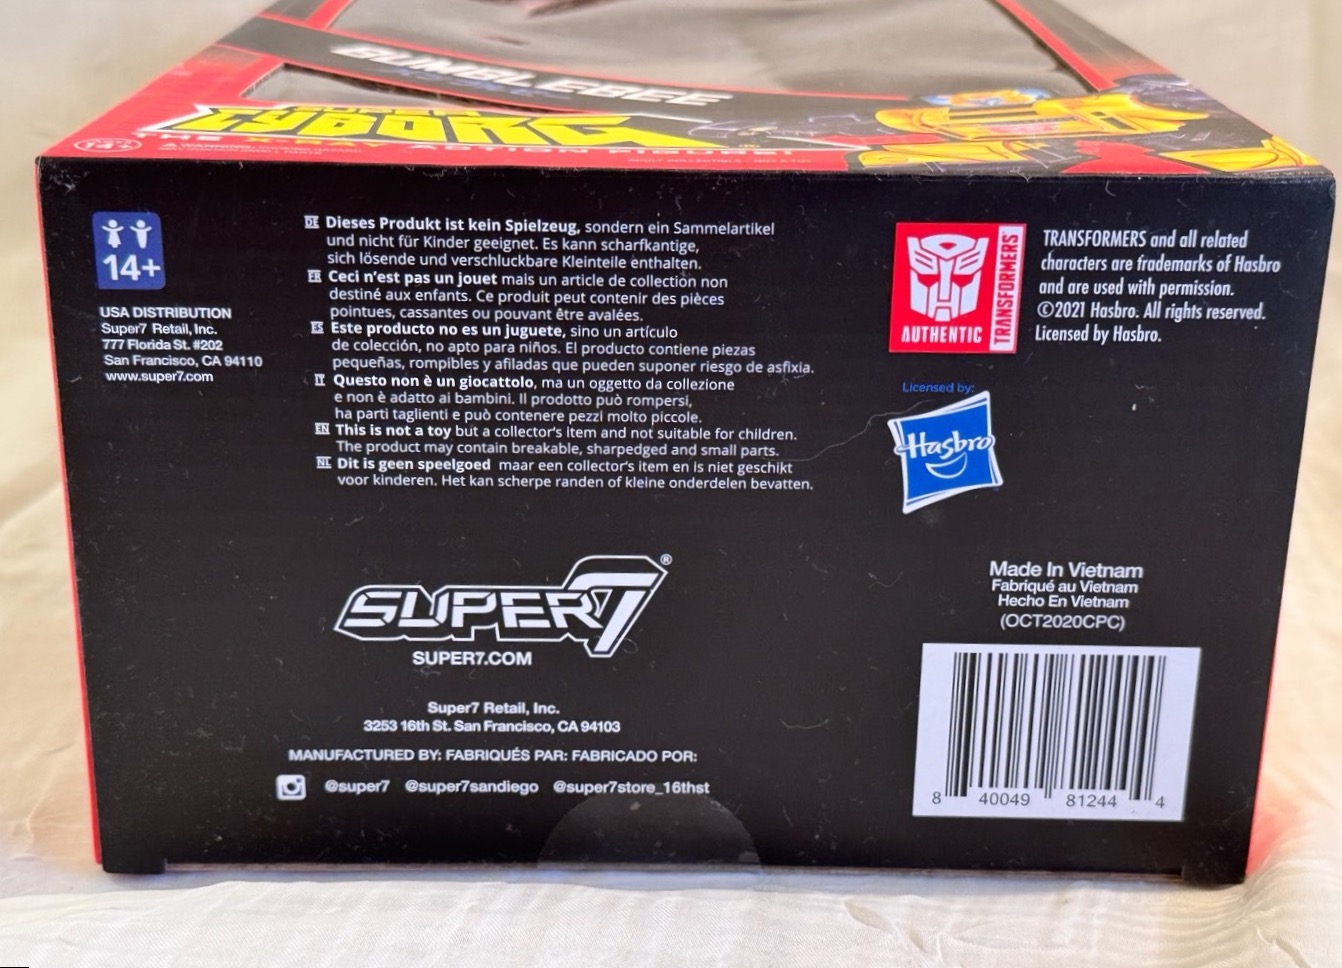 BUMBLEBEE
SUPER
CYBORG
14+
ACTION FIGURE!
14+
USA DISTRIBUTION
Super7 Retail, Inc.
777 Florida St. #202
San Francisco, CA 94110
www.super7.com
DE Dieses Produkt ist kein Spielzeug, sondern ein Sammelartikel
und nicht für Kinder geeignet. Es kann scharfkantige,
sich lösende und verschluckbare Kleinteile enthalten.
FR Ceci n'est pas un jouet mais un article de collection non
destiné aux enfants. Ce produit peut contenir des pièces
pointues, cassantes ou pouvant être avalées.
ES Este producto no es un juguete, sino un artículo
de colección, no apto para niños. El producto contiene piezas
pequeñas, rompibles y afiladas que pueden suponer riesgo de asfixia.
IT Questo non è un giocattolo, ma un oggetto da collezione
e non è adatto ai bambini. Il prodotto può rompersi,
ha parti taglienti e può contenere pezzi molto piccole.
EN This is not a toy but a collector's item and not suitable for children.
The product may contain breakable, sharpedged and small parts.
NL Dit is geen speelgoed maar een collector's item en is niet geschikt
voor kinderen. Het kan scherpe randen of kleine onderdelen bevatten.
AUTHENTIC
TRANSFORMERS
TRANSFORMERS and all related
characters are trademarks of Hasbro
and are used with permission.
©2021 Hasbro. All rights reserved.
Licensed by Hasbro.
Licensed by:
Hasbro
SUPER7®
SUPER7.COM
Super7 Retail, Inc.
3253 16th St. San Francisco, CA 94103
MANUFACTURED BY: FABRIQUÉS PAR: FABRICADO POR:
@super7 @super7sandiego @super7store_16thst
Made In Vietnam
Fabriqué au Vietnam
Hecho En Vietnam
(OCT2020CPC)
8 40049 81244 4